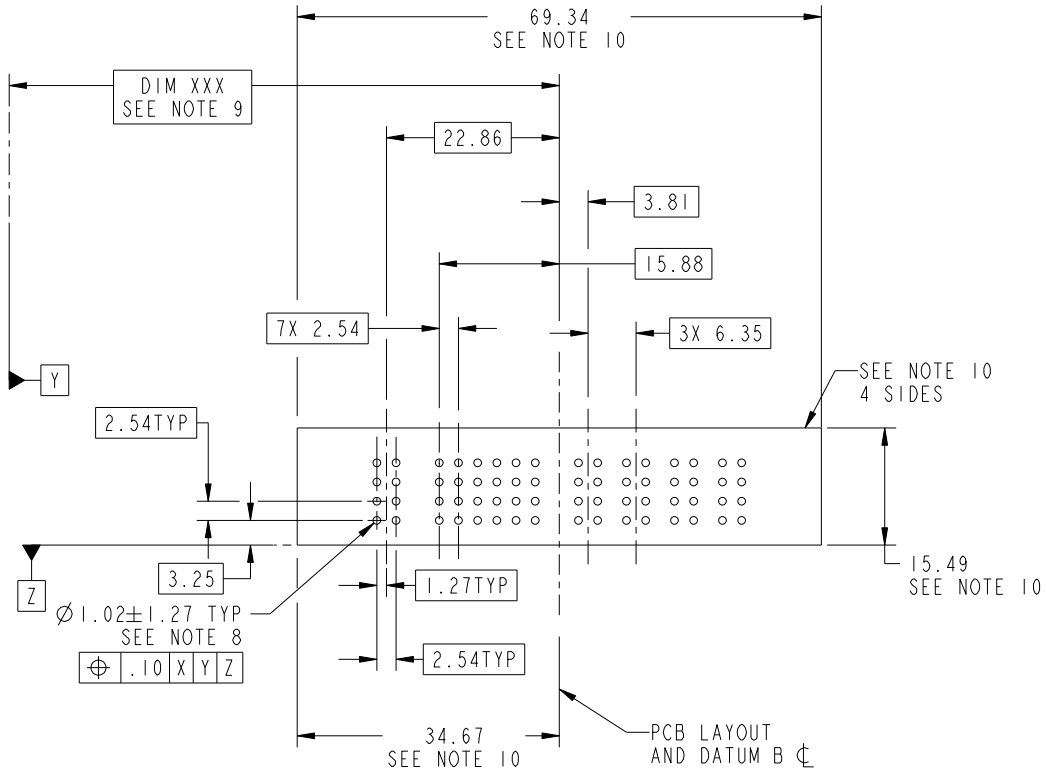 69.34
SEE NOTE 10
DIM XXX
SEE NOTE 9
22.86
3.81
15.88
7X 2.54
3X 6.35
Y
SEE NOTE 10
4 SIDES
2.54TYP
3.25
Z
1.27TYP
15.49
SEE NOTE 10
Ø1.02±1.27 TYP
SEE NOTE 8
⌖ .10 X Y Z
2.54TYP
34.67
SEE NOTE 10
PCB LAYOUT
AND DATUM B ℄